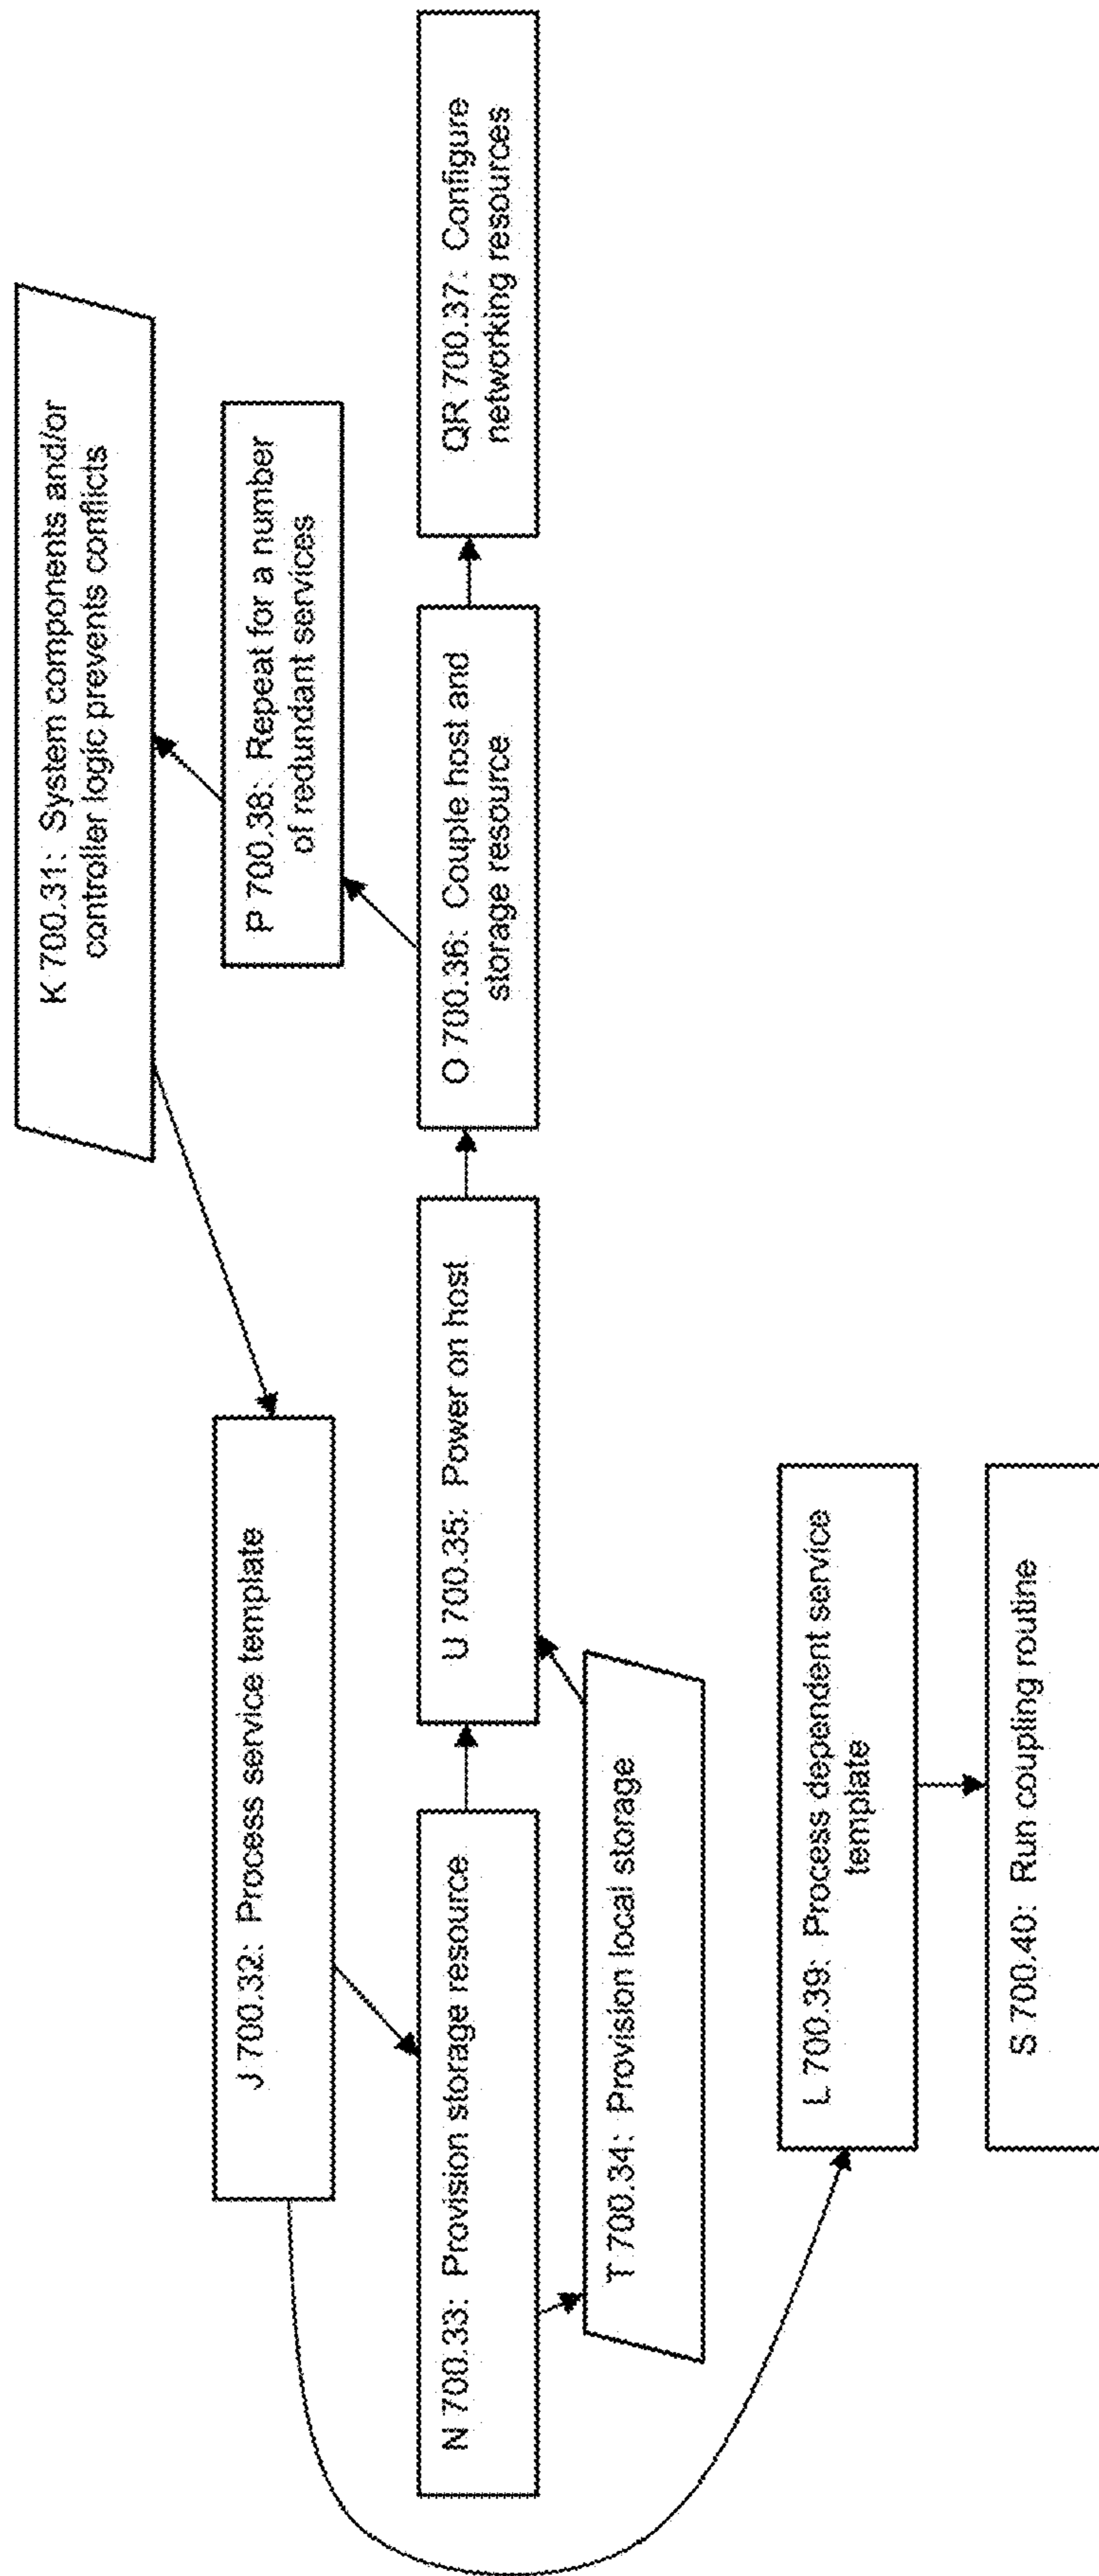 K 700.31: System components and/or
controller logic prevents conflicts
J 700.32: Process service template
P 700.38: Repeat for a number
of redundant services
N 700.33: Provision storage resource
U 700.35: Power on host
O 700.36: Couple host and
storage resource
QR 700.37: Configure
networking resources
T 700.34: Provision local storage
L 700.39: Process dependent service
template
S 700.40: Run coupling routine